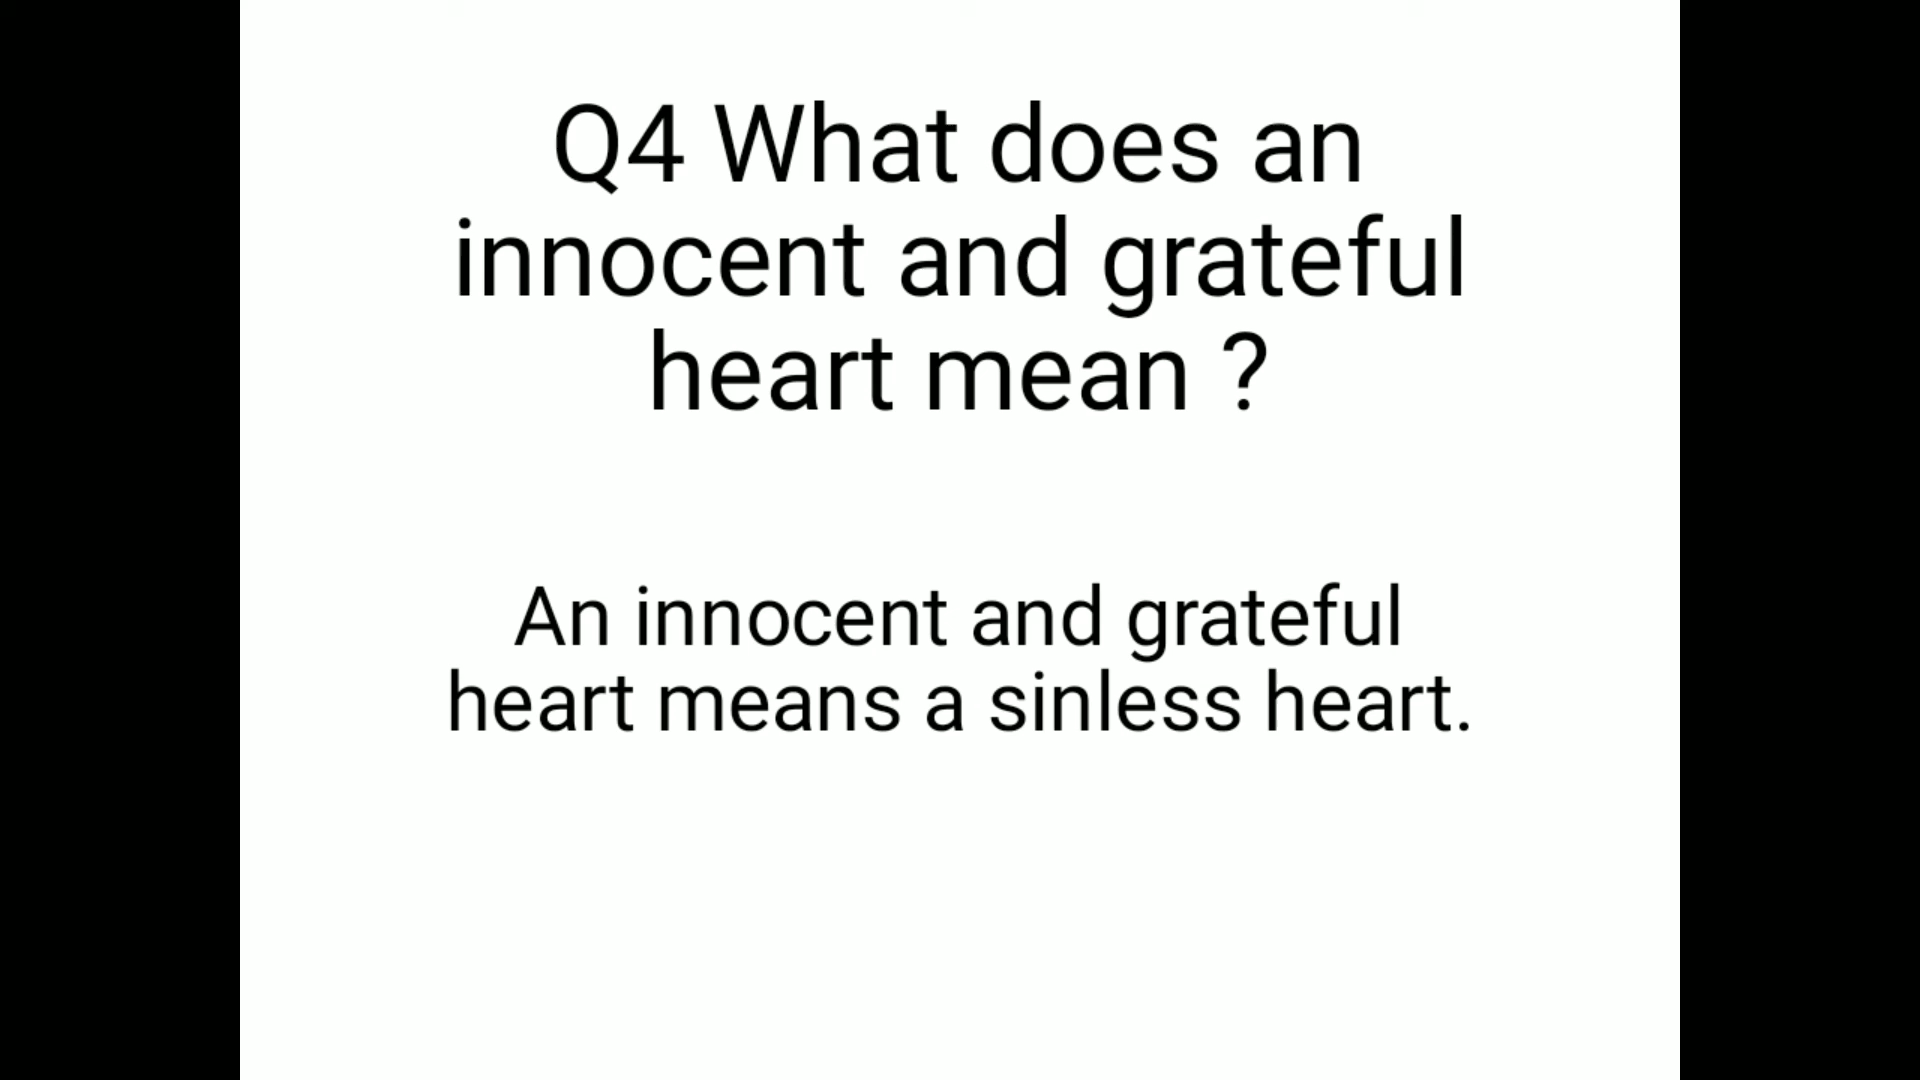 Q4 What does an
innocent and grateful
heart mean ?
An innocent and grateful
heart means a sinless heart.